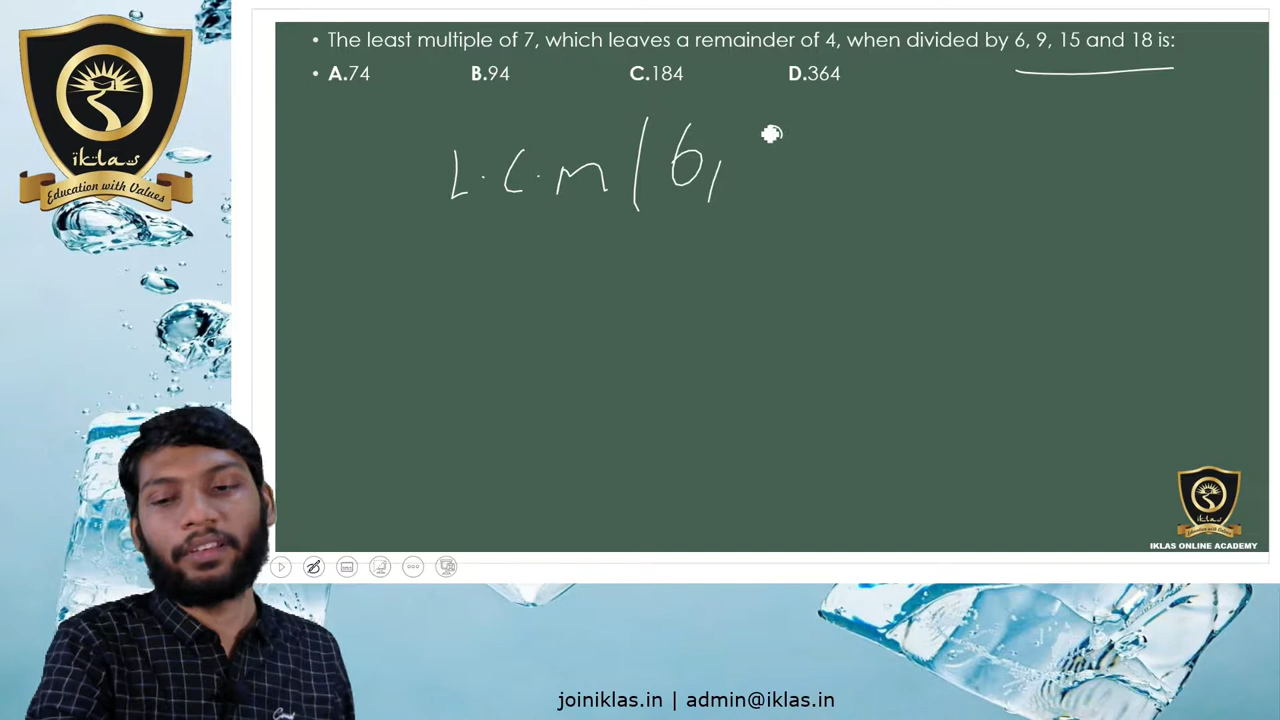 • The least multiple of 7, which leaves a remainder of 4, when divided by 6, 9, 15 and 18 is:
• A.74 B.94 C.184 D.364
L.C.M (6,
iklas
Education with Values
iklas
IKLAS ONLINE ACADEMY
joiniklas.in | admin@iklas.in